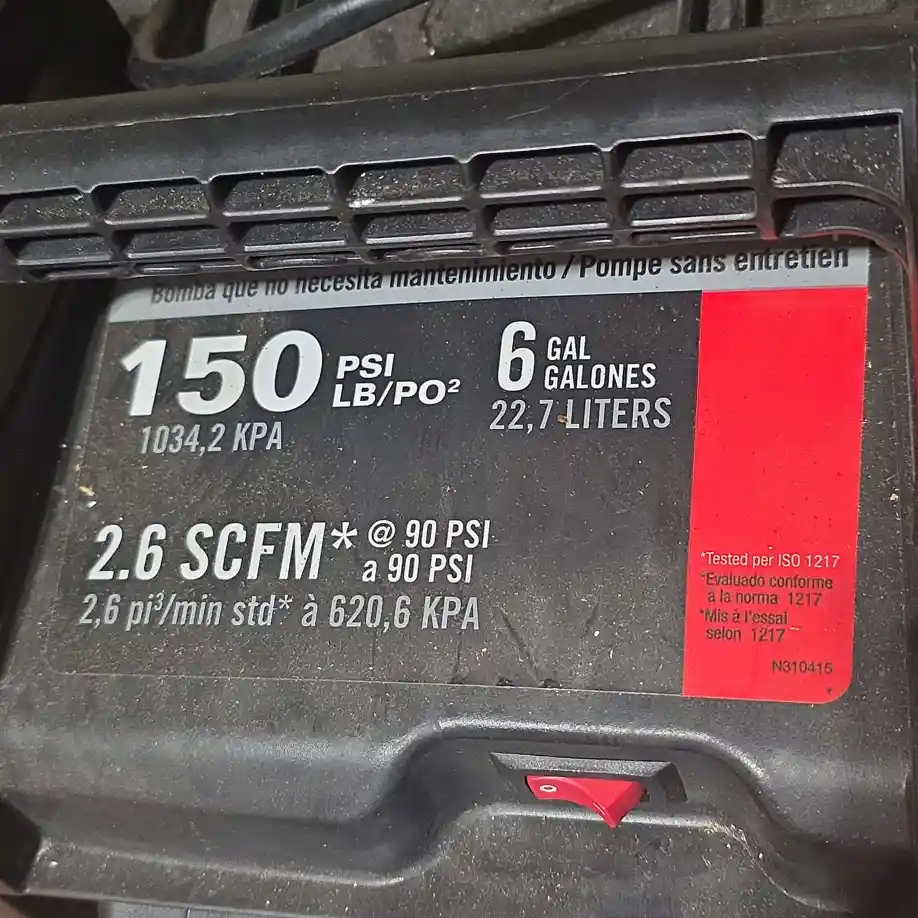 Bomba que no necesita mantenimiento / Pompe sans entretien
150 PSI
LB/PO²
1034,2 KPA
6 GAL
GALONES
22,7 LITERS
2.6 SCFM* @ 90 PSI
a 90 PSI
2,6 pi³/min std* à 620,6 KPA
*Tested per ISO 1217
*Evaluado conforme
a la norma 1217
*Mis à l'essai
selon 1217
N310415
O